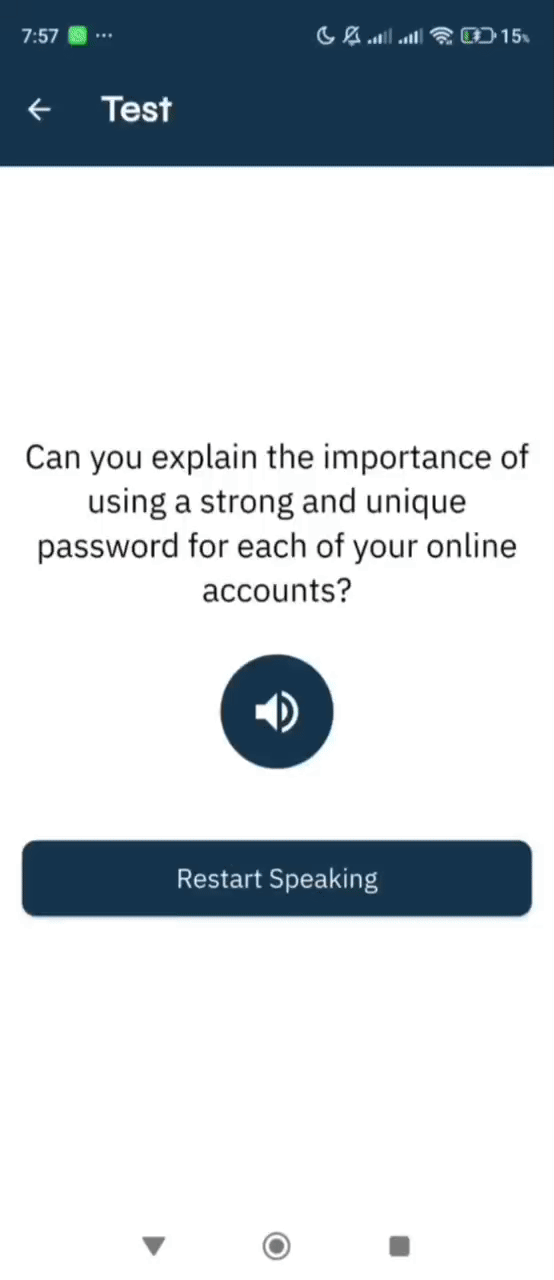 7:57 ... 15%
Test
Can you explain the importance of
using a strong and unique
password for each of your online
accounts?
Restart Speaking